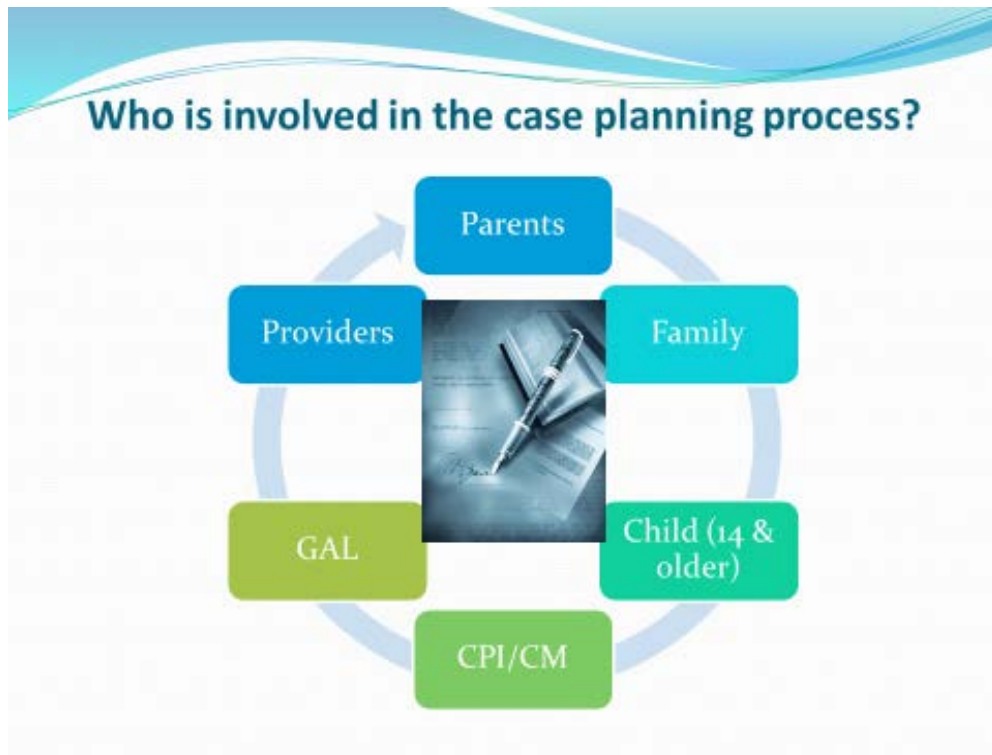 Who is involved in the case planning process?
Parents
Family
Child (14 &
older)
CPI/CM
GAL
Providers